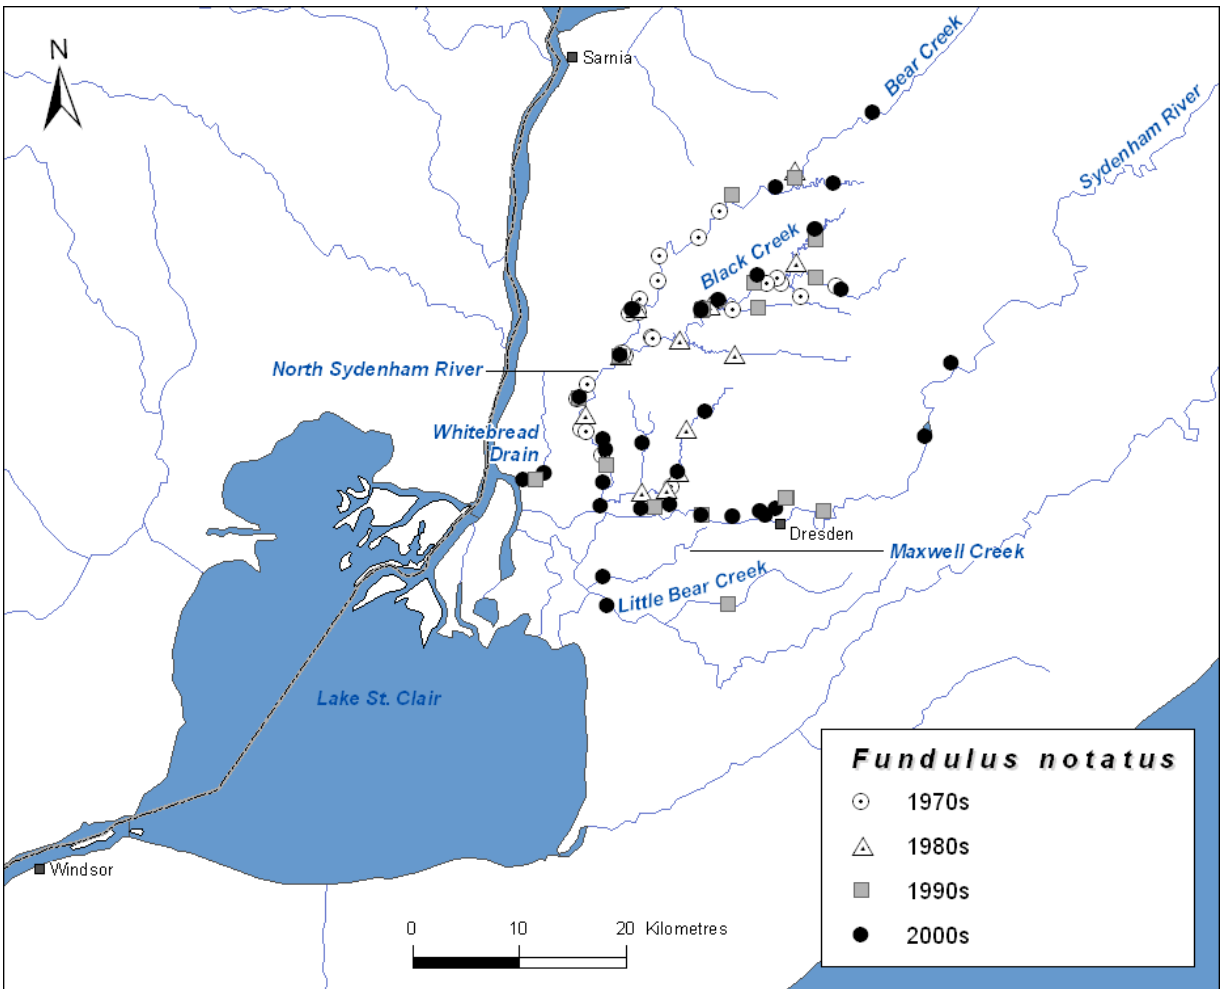 N
Sarnia
Bear Creek
Sydenham River
Black Creek
North Sydenham River
Whitebread
Drain
Dresden
Maxwell Creek
Little Bear Creek
Lake St. Clair
Windsor
0 10 20 Kilometres
Fundulus notatus
1970s
1980s
1990s
2000s